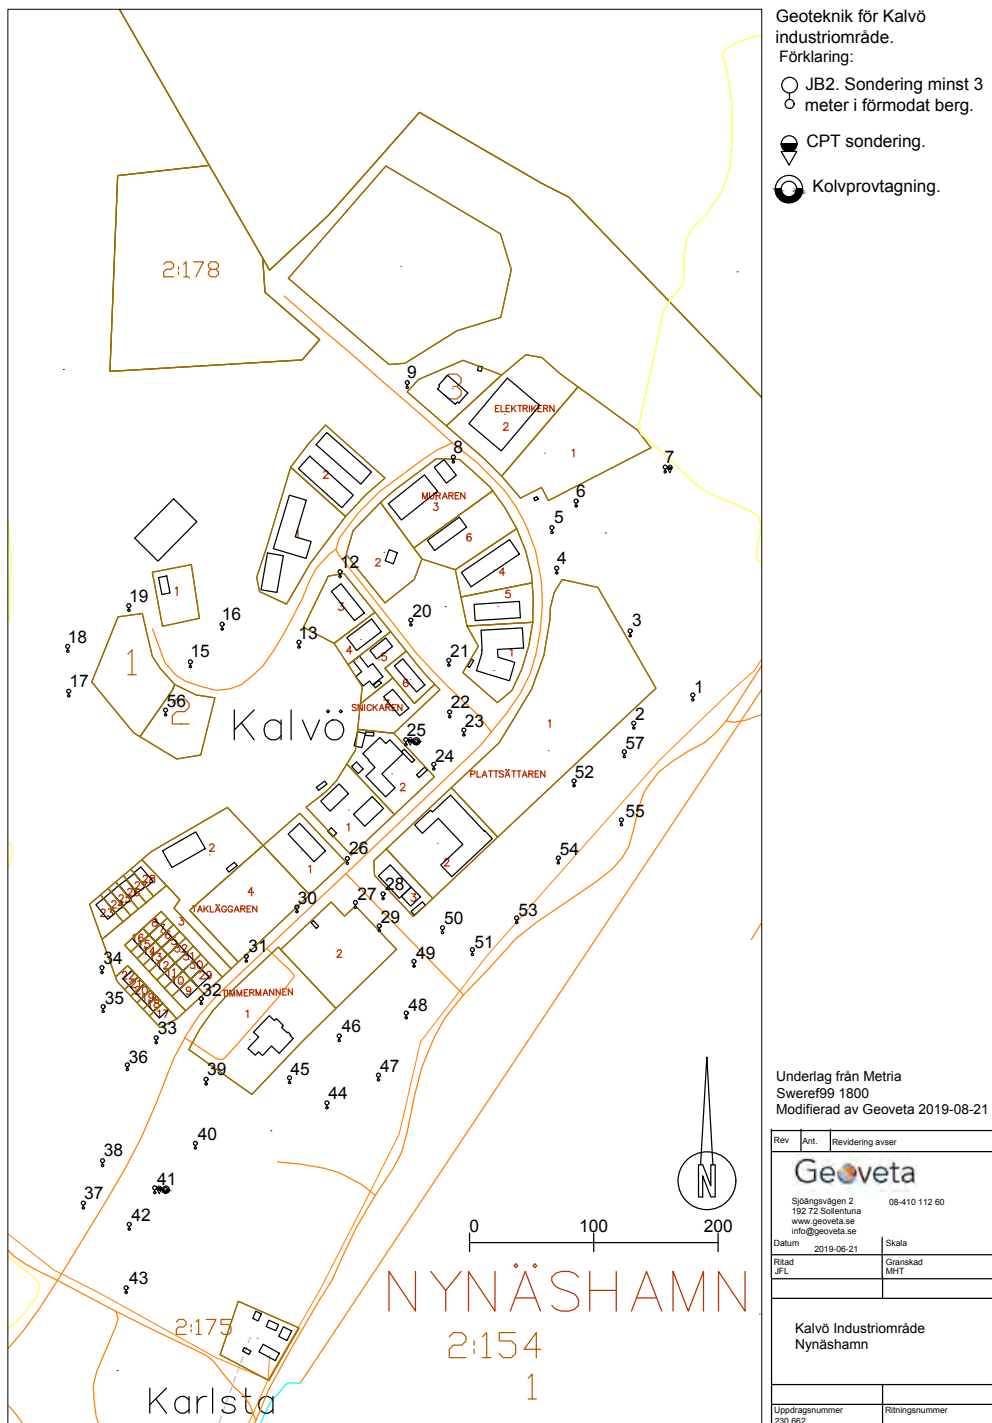 Geoteknik för Kalvö
industriområde.
Förklaring:
JB2. Sondering minst 3
meter i förmodat berg.
CPT sondering.
Kolvprovtagning.
2:178
9
3
ELEKTRIKERN
2
1
8
7
2
MURAREN
3
6
5
1
6
4
2
12
4
5
3
1
19
16
20
3
13
4
5
1
18
15
21
1
6
17
56
2
SNICKAREN
22
1
Kalvö
23
2
1
25
57
24
PLATTSÄTTAREN
2
52
55
1
2
26
54
1
2
4
28
3
30
27
TAKLÄGGAREN
3
29
50
53
31
2
49
51
34
32
TIMMERMANNEN
1
35
48
33
46
36
39
45
47
44
40
38
41
37
42
43
0 100 200
N
NYNÄSHAMN
2:175
2:154
1
Karlsta
Underlag från Metria
Sweref99 1800
Modifierad av Geoveta 2019-08-21
Rev Ant. Revidering avser
Geoveta
Sjöängsvägen 2 08-410 112 60
192 72 Sollentuna
www.geoveta.se
info@geoveta.se
Datum 2019-06-21 Skala
Ritad Granskad
JFL MHT
Kalvö Industriområde
Nynäshamn
Uppdragsnummer Ritningsnummer
230 662